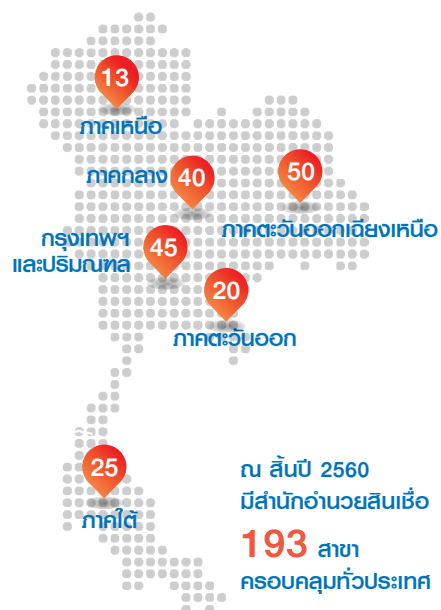 13
ภาคเหนือ
ภาคกลาง
40
50
ภาคตะวันออกเฉียงเหนือ
กรุงเทพฯ
และปริมณฑล
45
20
ภาคตะวันออก
25
ภาคใต้
ณ สิ้นปี 2560
มีสำนักอำนวยสินเชื่อ
193 สาขา
ครอบคลุมทั่วประเทศ